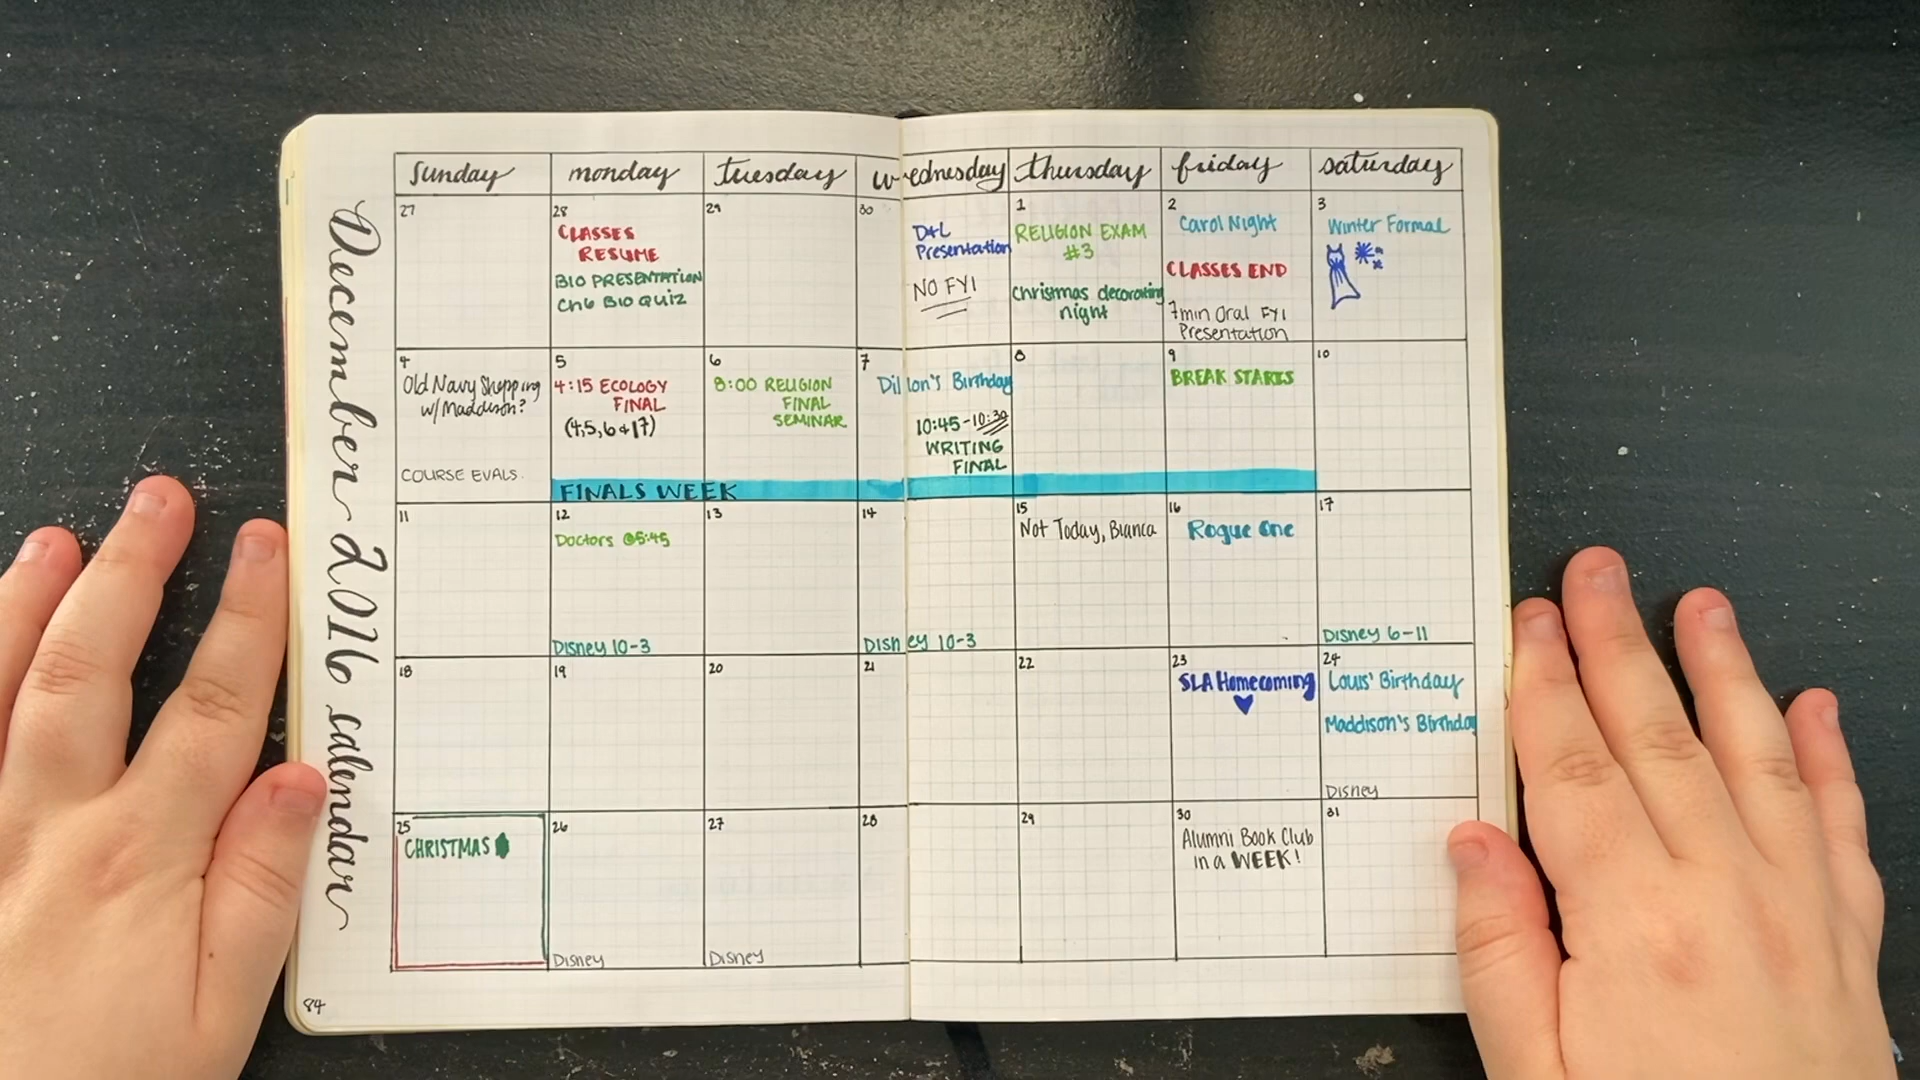 December 2016 calendar
sunday monday tuesday wednesday thursday friday saturday
27
28
CLASSES
RESUME
BIO PRESENTATION
Ch6 BIO QUIZ
29
30
D+L
Presentation
NO FYI
1
RELIGION EXAM
#3
Christmas decorating
night
2
Carol Night
CLASSES END
7min Oral FYI
Presentation
3
Winter Formal
4
Old Navy Shopping
w/ Maddison?
COURSE EVALS.
5
4:15 ECOLOGY
FINAL
(4,5,6+17)
6
8:00 RELIGION
FINAL
SEMINAR
7
Dillon's Birthday
10:45-10:30
WRITING
FINAL
8
9
BREAK STARTS
10
FINALS WEEK
11
12
Doctors @5:45
Disney 10-3
13
14
Disney 10-3
15
Not Today, Bianca
16
Rogue One
17
Disney 6-11
18
19
20
21
22
23
SLA Homecoming
24
Louis' Birthday
Maddison's Birthday
Disney
25
CHRISTMAS
26
Disney
27
Disney
28
29
30
Alumni Book Club
in a WEEK!
31
84